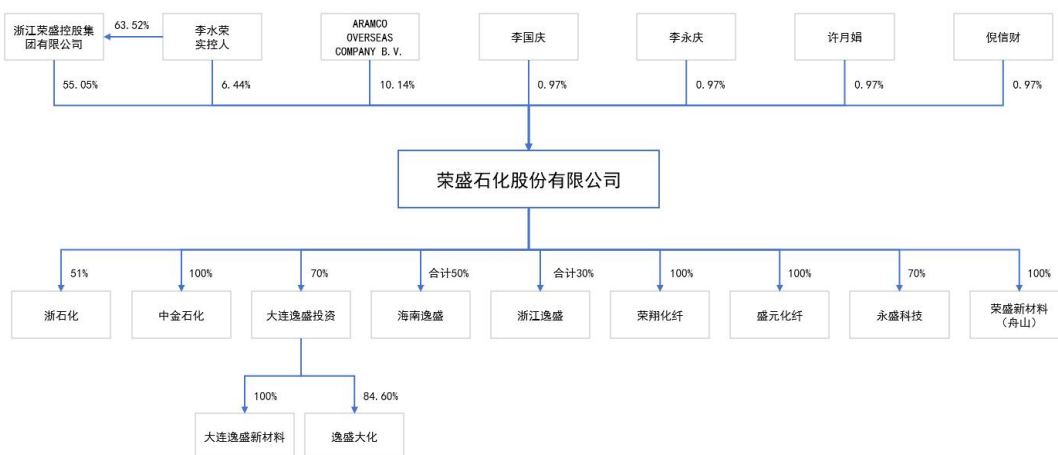 浙江荣盛控股集
团有限公司
63.52%
李水荣
实控人
ARAMCO
OVERSEAS
COMPANY B.V.
李国庆
李永庆
许月娟
倪信财
55.05%
6.44%
10.14%
0.97%
0.97%
0.97%
0.97%
荣盛石化股份有限公司
51%
100%
70%
合计50%
合计30%
100%
100%
70%
100%
浙石化
中金石化
大连逸盛投资
海南逸盛
浙江逸盛
荣翔化纤
盛元化纤
永盛科技
荣盛新材料
（舟山）
100%
84.60%
大连逸盛新材料
逸盛大化